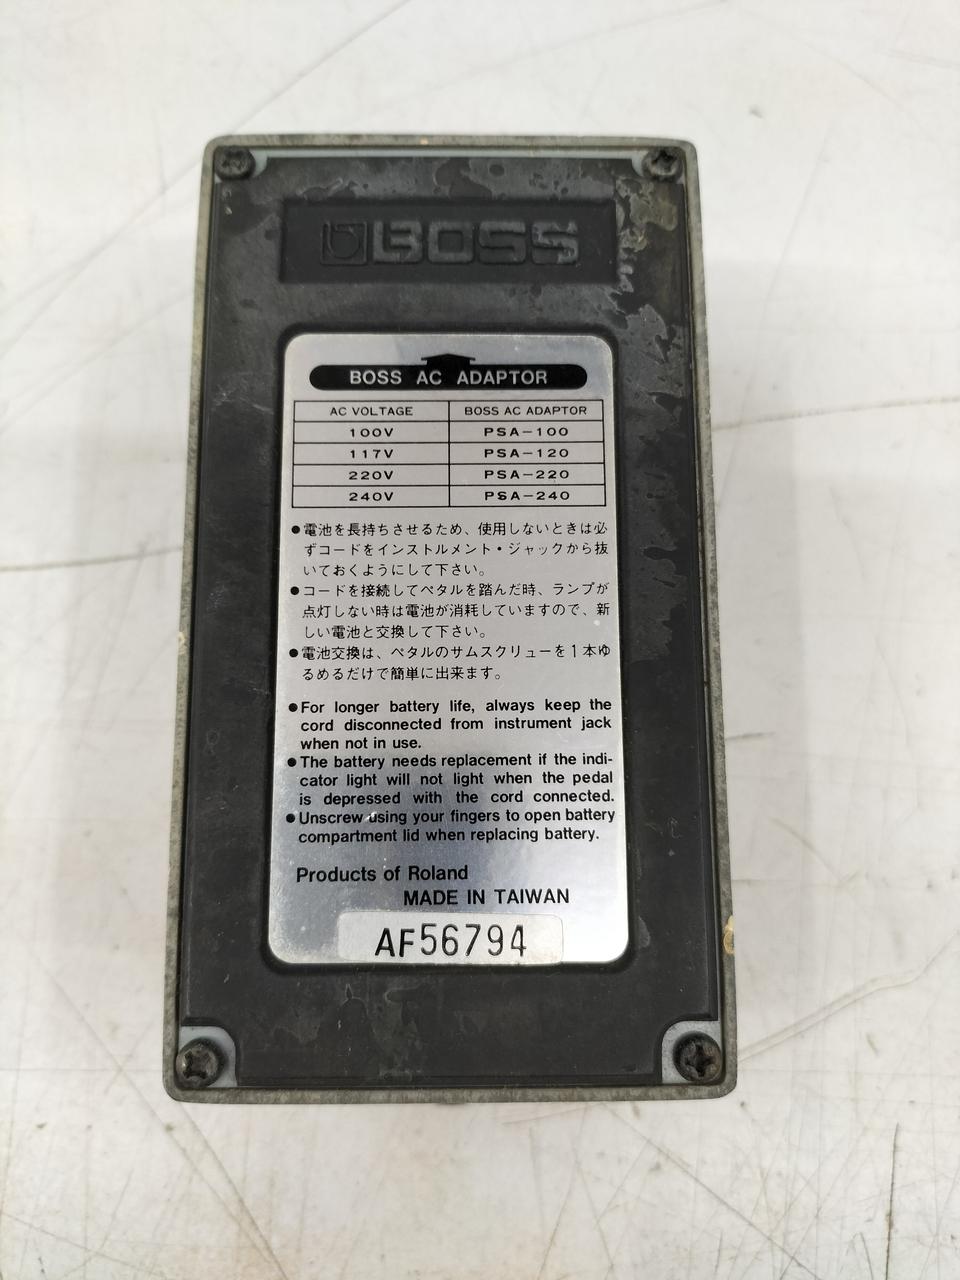 BOSS
BOSS AC ADAPTOR
AC VOLTAGE BOSS AC ADAPTOR
100V PSA-100
117V PSA-120
220V PSA-220
240V PSA-240
●電池を長持ちさせるため、使用しないときは必
ずコードをインストルメント・ジャックから抜
いておくようにして下さい。
●コードを接続してペタルを踏んだ時、ランプが
点灯しない時は電池が消耗していますので、新
しい電池と交換して下さい。
●電池交換は、ペタルのサムスクリューを1本ゆ
るめるだけで簡単に出来ます。
●For longer battery life, always keep the
cord disconnected from instrument jack
when not in use.
●The battery needs replacement if the indi-
cator light will not light when the pedal
is depressed with the cord connected.
●Unscrew using your fingers to open battery
compartment lid when replacing battery.
Products of Roland
MADE IN TAIWAN
AF56794